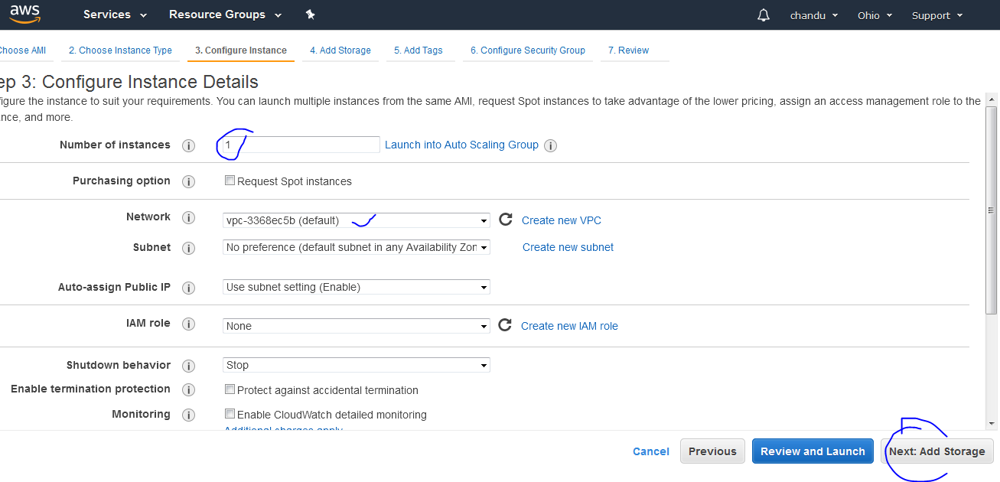 aws Services Resource Groups chandu Ohio Support
Choose AMI 2. Choose Instance Type 3. Configure Instance 4. Add Storage 5. Add Tags 6. Configure Security Group 7. Review
ep 3: Configure Instance Details
figure the instance to suit your requirements. You can launch multiple instances from the same AMI, request Spot instances to take advantage of the lower pricing, assign an access management role to the
nce, and more.
Number of instances i 1 Launch into Auto Scaling Group i
Purchasing option i Request Spot instances
Network i vpc-3368ec5b (default) Create new VPC
Subnet i No preference (default subnet in any Availability Zon Create new subnet
Auto-assign Public IP i Use subnet setting (Enable)
IAM role i None Create new IAM role
Shutdown behavior i Stop
Enable termination protection i Protect against accidental termination
Monitoring i Enable CloudWatch detailed monitoring
Additional charges apply.
Cancel Previous Review and Launch Next: Add Storage